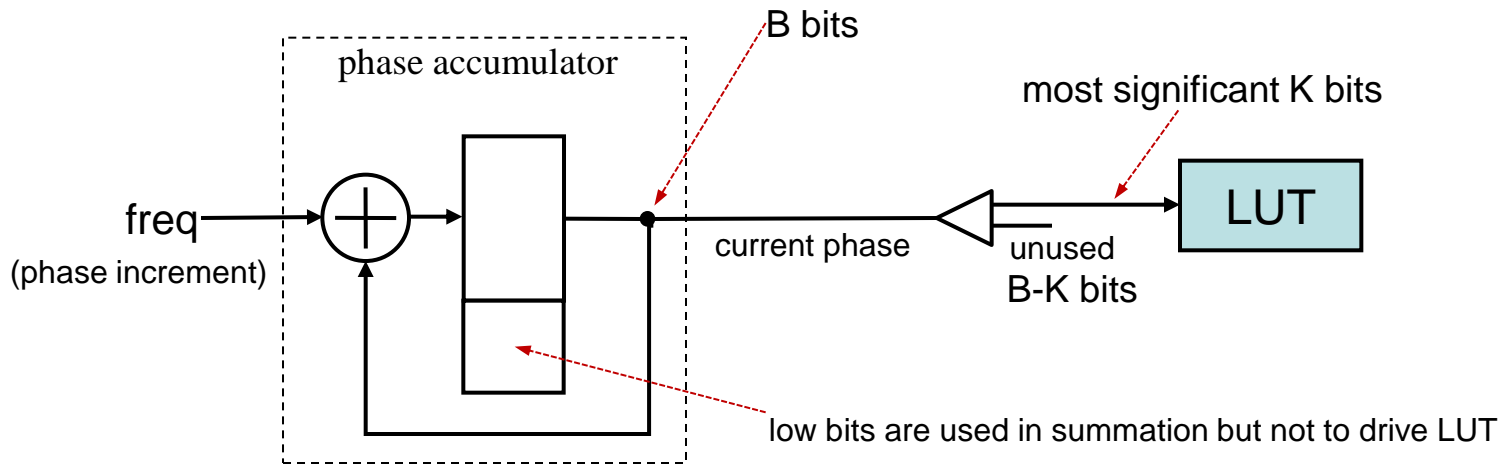 B bits
phase accumulator
most significant K bits
freq
(phase increment)
current phase
unused
B-K bits
LUT
low bits are used in summation but not to drive LUT